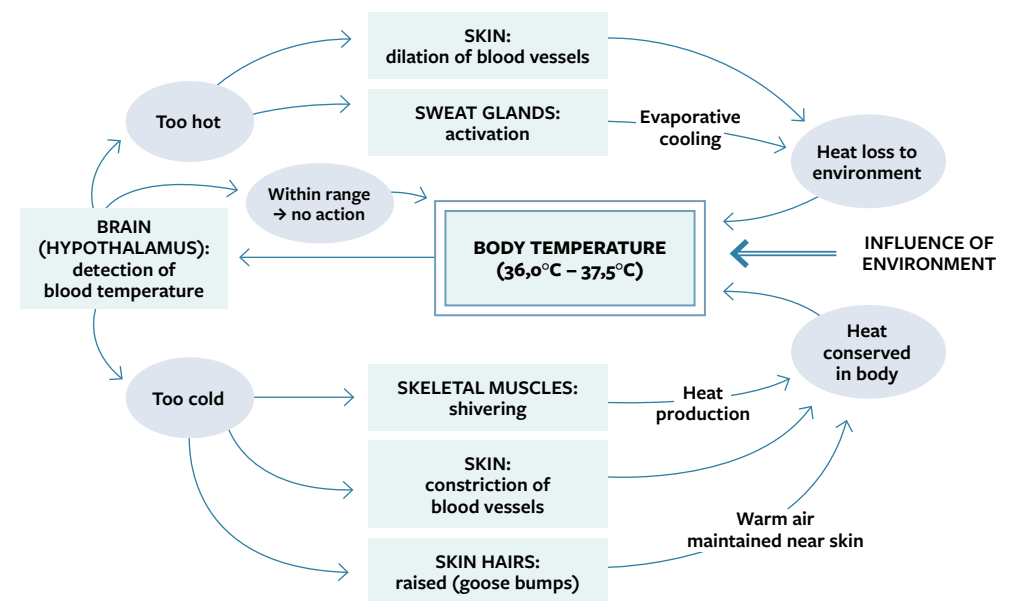 SKIN:
dilation of blood vessels
Too hot
SWEAT GLANDS:
activation
Evaporative
cooling
Heat loss to
environment
Within range
→ no action
BRAIN
(HYPOTHALAMUS):
detection of
blood temperature
BODY TEMPERATURE
(36,0°C – 37,5°C)
INFLUENCE OF
ENVIRONMENT
Heat
conserved
in body
Too cold
SKELETAL MUSCLES:
shivering
Heat
production
SKIN:
constriction of
blood vessels
Warm air
maintained near skin
SKIN HAIRS:
raised (goose bumps)